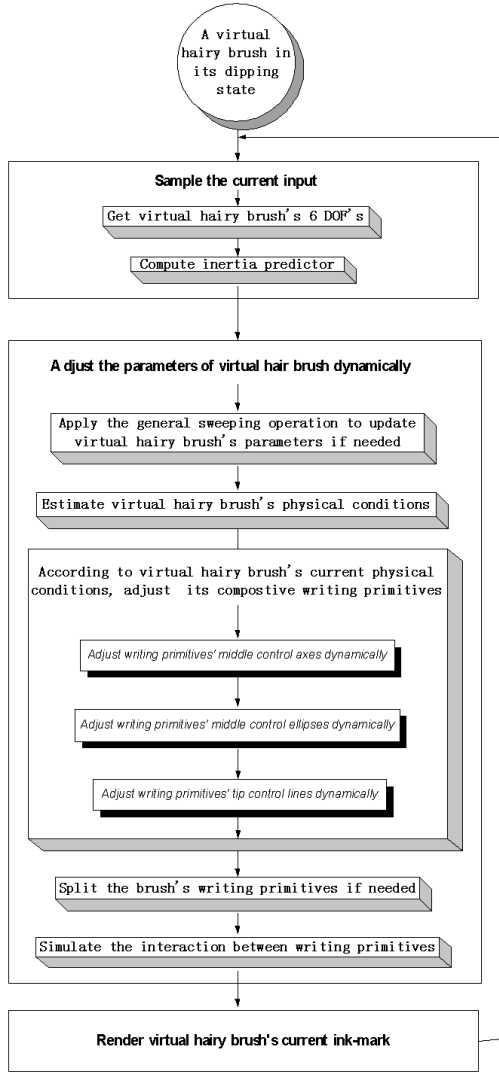 A virtual
hairy brush in
its dipping
state
Sample the current input
Get virtual hairy brush's 6 DOF's
Compute inertia predictor
A djust the parameters of virtual hair brush dynamically
Apply the general sweeping operation to update
virtual hairy brush's parameters if needed
Estimate virtual hairy brush's physical conditions
According to virtual hairy brush's current physical
conditions, adjust its compostive writing primitives
Adjust writing primitives' middle control axes dynamically
Adjust writing primitives' middle control ellipses dynamically
Adjust writing primitives' tip control lines dynamically
Split the brush's writing primitives if needed
Simulate the interaction between writing primitives
Render virtual hairy brush's current ink-mark